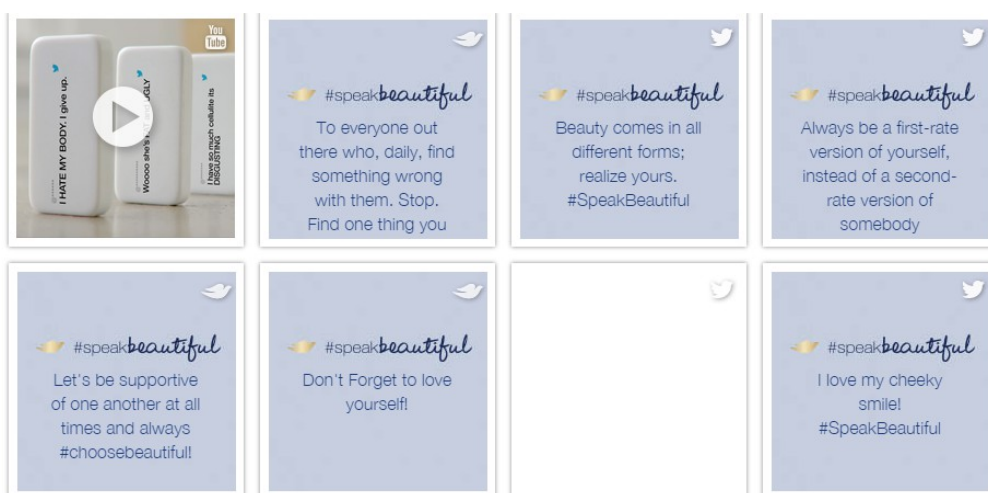 You
Tube
I HATE MY BODY. I give up.
Woooo she's UGLY
I have so much cellulite its
DISGUSTING
#speakbeautiful
To everyone out
there who, daily, find
something wrong
with them. Stop.
Find one thing you
#speakbeautiful
Beauty comes in all
different forms;
realize yours.
#SpeakBeautiful
#speakbeautiful
Always be a first-rate
version of yourself,
instead of a second-
rate version of
somebody
#speakbeautiful
Let's be supportive
of one another at all
times and always
#choosebeautiful!
#speakbeautiful
Don't Forget to love
yourself!
#speakbeautiful
I love my cheeky
smile!
#SpeakBeautiful